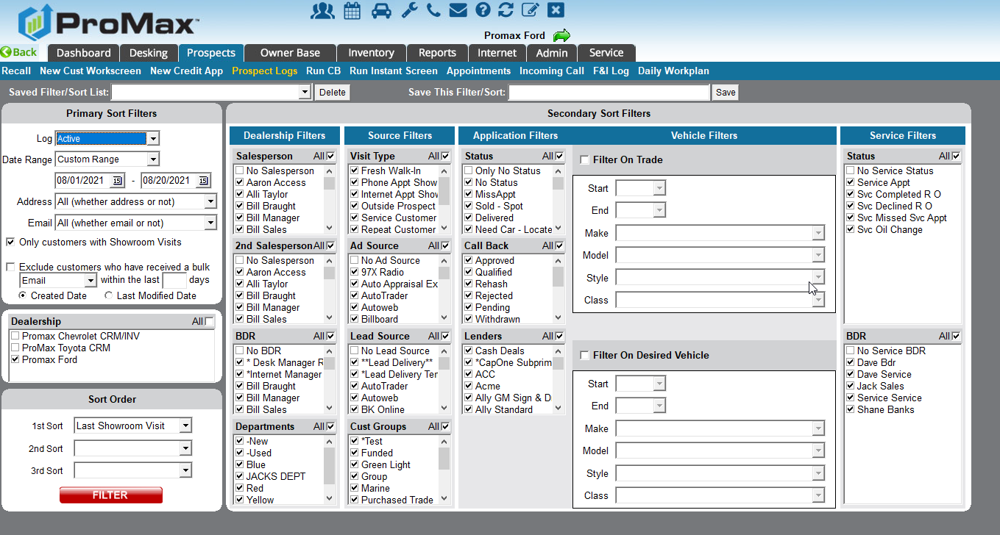 ProMax™
Promax Ford
Back
Dashboard Desking Prospects Owner Base Inventory Reports Internet Admin Service
Recall New Cust Workscreen New Credit App Prospect Logs Run CB Run Instant Screen Appointments Incoming Call F&I Log Daily Workplan
Saved Filter/Sort List: Delete Save This Filter/Sort: Save
Primary Sort Filters
Log Active
Date Range Custom Range
08/01/2021 15 - 08/20/2021 15
Address All (whether address or not)
Email All (whether email or not)
Only customers with Showroom Visits
Exclude customers who have received a bulk
Email within the last days
Created Date Last Modified Date
Dealership All
Promax Chevrolet CRM/INV
ProMax Toyota CRM
Promax Ford
Sort Order
1st Sort Last Showroom Visit
2nd Sort
3rd Sort
FILTER
Secondary Sort Filters
Dealership Filters
Salesperson All
No Salesperson
Aaron Access
Alli Taylor
Bill Braught
Bill Manager
Bill Sales
2nd Salesperson All
No Salesperson
Aaron Access
Alli Taylor
Bill Braught
Bill Manager
Bill Sales
BDR All
No BDR
* Desk Manager R
*Internet Manager
Bill Braught
Bill Manager
Bill Sales
Departments All
-New
-Used
Blue
JACKS DEPT
Red
Yellow
Source Filters
Visit Type All
Fresh Walk-In
Phone Appt Show
Internet Appt Show
Outside Prospect
Service Customer
Repeat Customer
Ad Source All
No Ad Source
97X Radio
Auto Appraisal Ex
AutoTrader
Autoweb
Billboard
Lead Source All
No Lead Source
**Lead Delivery**
*Lead Delivery Ter
AutoTrader
Autoweb
BK Online
Cust Groups All
*Test
Funded
Green Light
Group
Marine
Purchased Trade
Application Filters
Status All
Only No Status
No Status
MissAppt
Sold - Spot
Delivered
Need Car - Locate
Call Back All
Approved
Qualified
Rehash
Rejected
Pending
Withdrawn
Lenders All
Cash Deals
*CapOne Subprim
ACC
Acme
Ally GM Sign & D
Ally Standard
Vehicle Filters
Filter On Trade
Start
End
Make
Model
Style
Class
Filter On Desired Vehicle
Start
End
Make
Model
Style
Class
Service Filters
Status All
No Service Status
Service Appt
Svc Completed R O
Svc Declined R O
Svc Missed Svc Appt
Svc Oil Change
BDR All
No Service BDR
Dave Bdr
Dave Service
Jack Sales
Service Service
Shane Banks